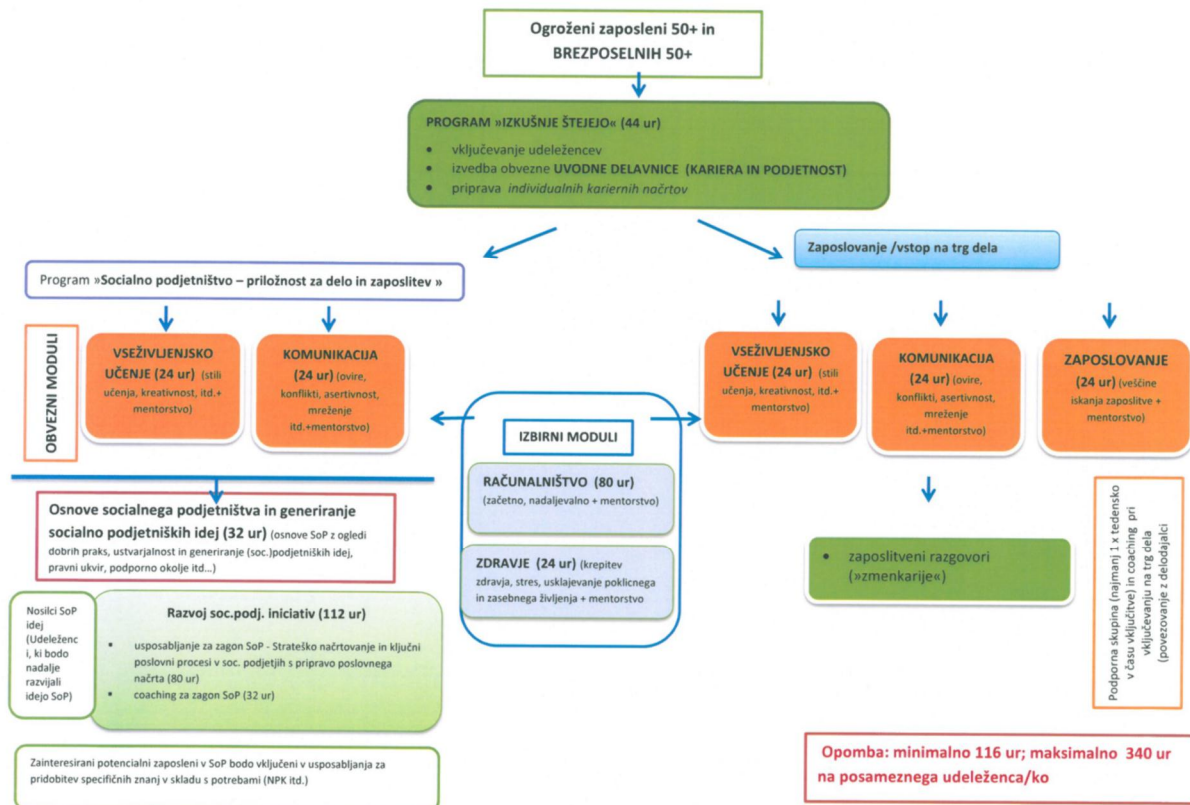 Ogroženi zaposleni 50+ in
BREZPOSELNIH 50+
PROGRAM »IZKUŠNJE ŠTEJEJO« (44 ur)
• vključevanje udeležencev
• izvedba obvezne UVODNE DELAVNICE (KARIERA IN PODJETNOST)
• priprava individualnih kariernih načrtov
Zaposlovanje /vstop na trg dela
Program »Socialno podjetništvo – priložnost za delo in zaposlitev »
OBVEZNI MODULI
VSEŽIVLJENJSKO
UČENJE (24 ur) (stili
učenja, kreativnost, itd.+
mentorstvo)
KOMUNIKACIJA
(24 ur) (ovire,
konflikti, asertivnost,
mreženje
itd.+mentorstvo)
VSEŽIVLJENJSKO
UČENJE (24 ur) (stili
učenja, kreativnost, itd.+
mentorstvo)
KOMUNIKACIJA
(24 ur) (ovire,
konflikti, asertivnost,
mreženje
itd.+mentorstvo)
ZAPOSLOVANJE
(24 ur) (veščine
iskanja zaposlitve +
mentorstvo)
IZBIRNI MODULI
RAČUNALNIŠTVO (80 ur)
(začetno, nadaljevalno + mentorstvo)
ZDRAVJE (24 ur) (krepitev
zdravja, stres, usklajevanje poklicnega
in zasebnega življenja + mentorstvo
Osnove socialnega podjetništva in generiranje
socialno podjetniških idej (32 ur) (osnove SoP z ogledi
dobrih praks, ustvarjalnost in generiranje (soc.)podjetniških idej,
pravni ukvir, podporno okolje itd...)
• zaposlitveni razgovori
(»zmenkarije«)
Podporna skupina (najmanj 1 x tedensko
v času vključitve) in coaching pri
vključevanju na trg dela
(povezovanje z delodajalci
Nosilci SoP
idej
(Udeleženc
i, ki bodo
nadalje
razvijali
idejo SoP)
Razvoj soc.podj. iniciativ (112 ur)
• usposabljanje za zagon SoP - Strateško načrtovanje in ključni
poslovni procesi v soc. podjetjih s pripravo poslovnega
načrta (80 ur)
• coaching za zagon SoP (32 ur)
Zainteresirani potencialni zaposleni v SoP bodo vključeni v usposabljanja za
pridobitev specifičnih znanj v skladu s potrebami (NPK itd.)
Opomba: minimalno 116 ur; maksimalno 340 ur
na posameznega udeleženca/ko